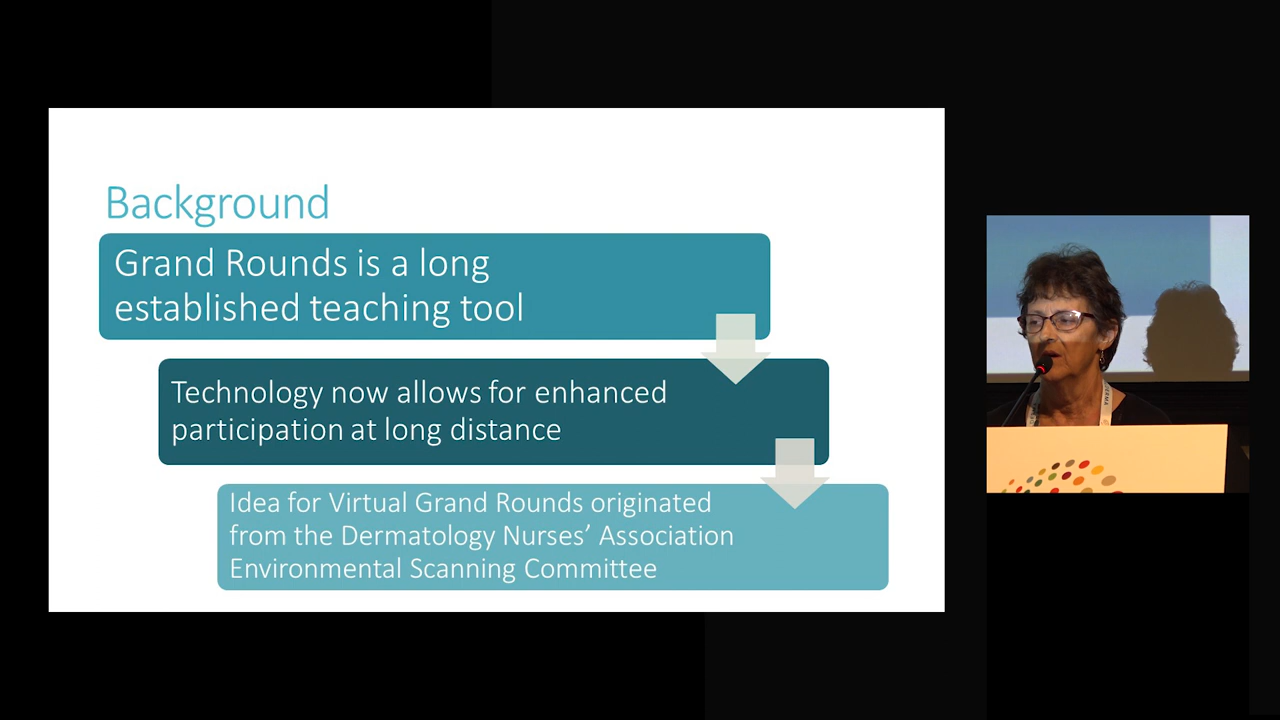 Background
Grand Rounds is a long
established teaching tool
Technology now allows for enhanced
participation at long distance
Idea for Virtual Grand Rounds originated
from the Dermatology Nurses’ Association
Environmental Scanning Committee